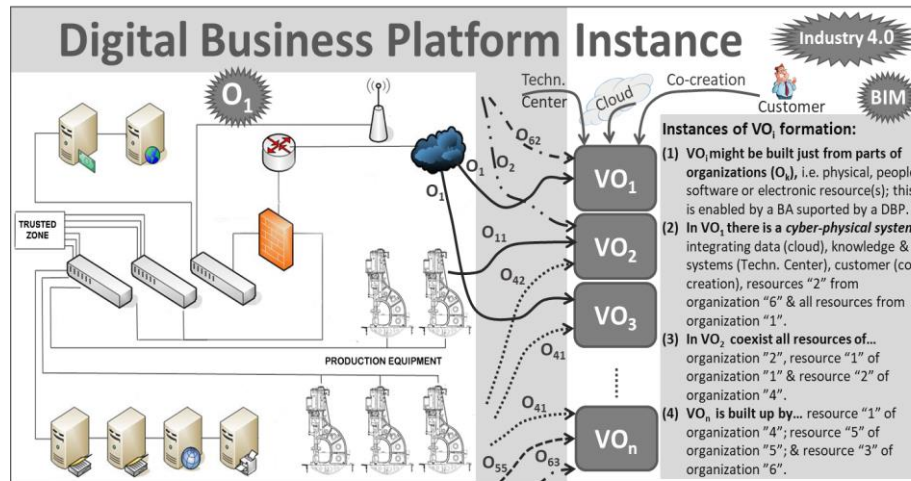 Digital Business Platform Instance
Industry 4.0
O1
Techn.
Center
Cloud
Co-creation
Customer
BIM
O62
O2
O1
O1
VO1
O11
VO2
O42
VO3
O41
O41
VOn
O55
O63
TRUSTED
ZONE
PRODUCTION EQUIPMENT
Instances of VOi formation:
(1) VOi might be built just from parts of
organizations (Ok), i.e. physical, people
software or electronic resource(s); this
is enabled by a BA suported by a DBP.
(2) In VO1 there is a cyber-physical system
integrating data (cloud), knowledge &
systems (Techn. Center), customer (co-
creation), resources "2" from
organization "6" & all resources from
organization "1".
(3) In VO2 coexist all resources of...
organization "2", resource "1" of
organization "1" & resource "2" of
organization "4".
(4) VOn is built up by... resource "1" of
organization "4"; resource "5" of
organization "5"; & resource "3" of
organization "6".